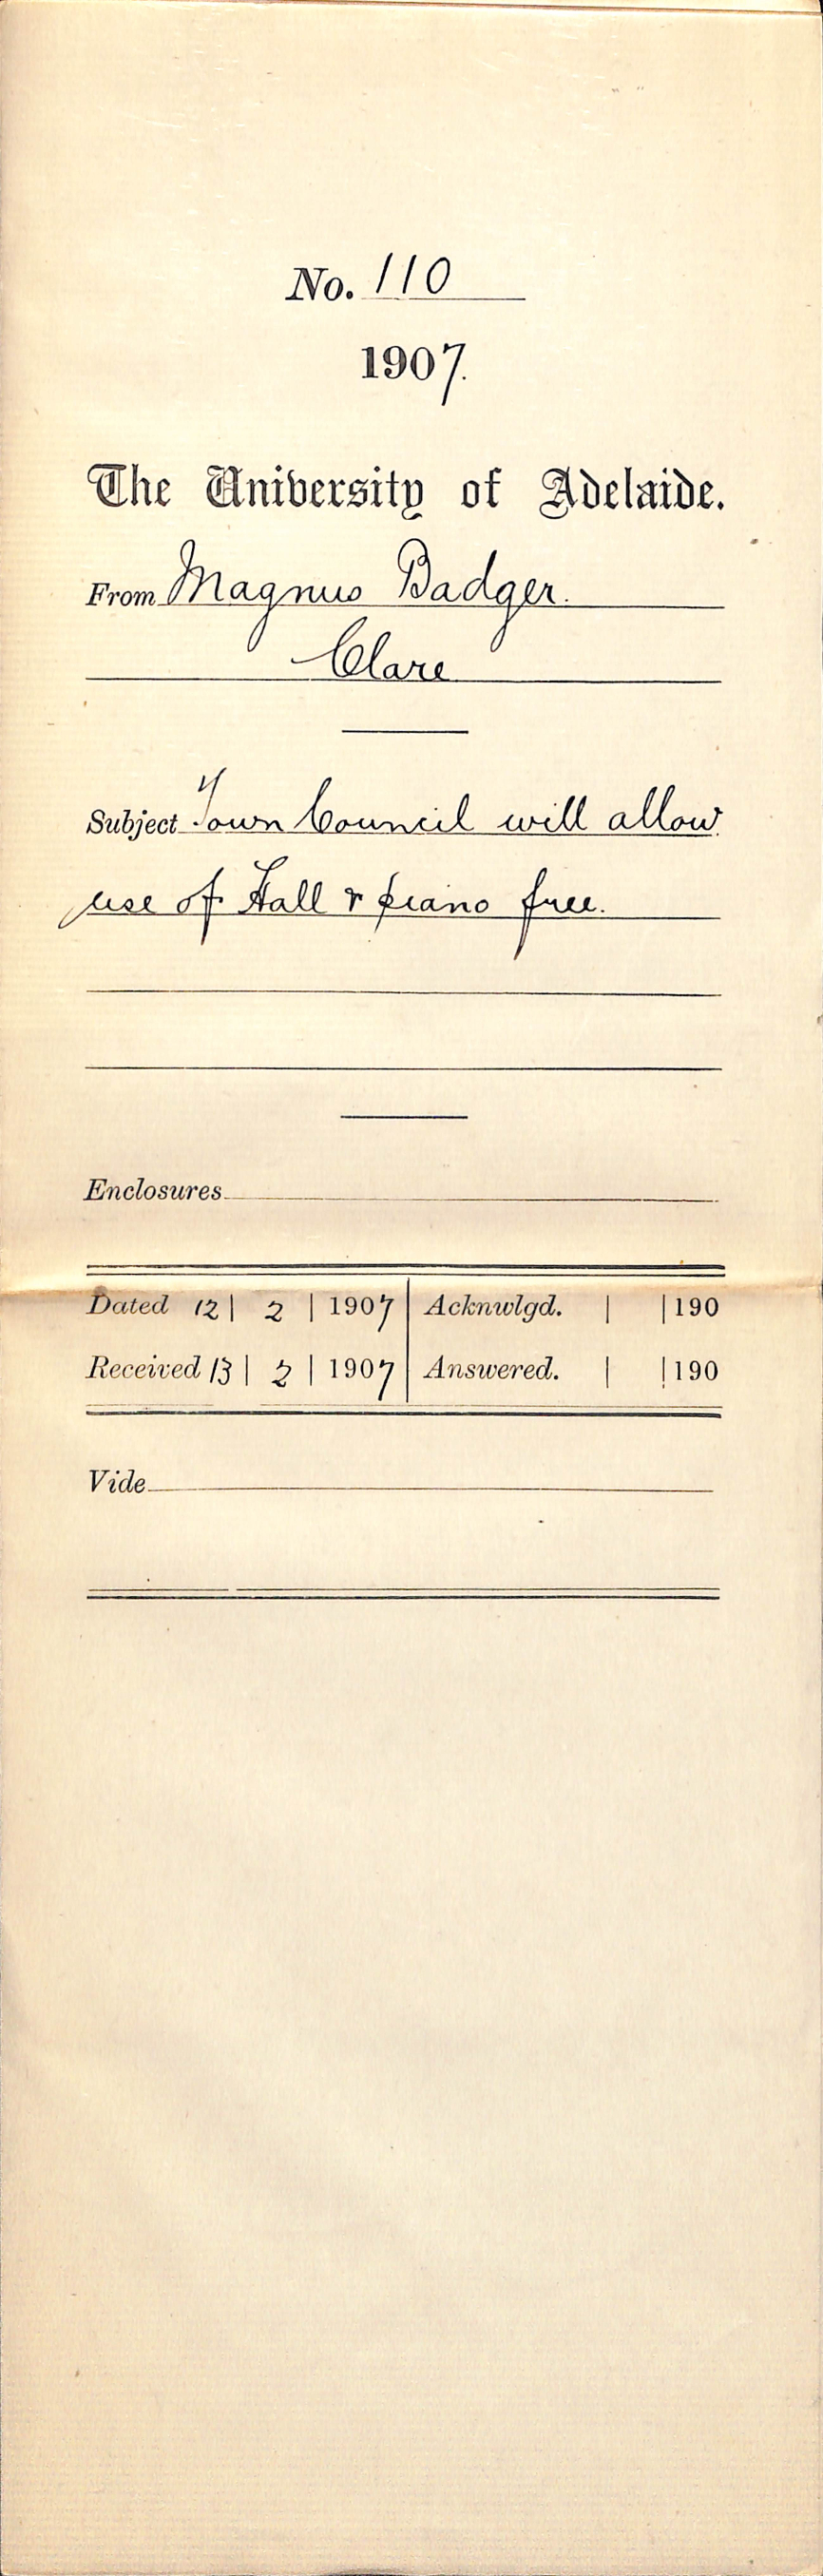 No. 110
1907.
The University of Adelaide.
From Magnus Badger.
Clare
Subject Town Council will allow
use of Hall & piano free.
Enclosures
Dated 12 | 2 | 1907 | Acknwlgd. | | 190
Received 13 | 2 | 1907 | Answered. | | 190
Vide